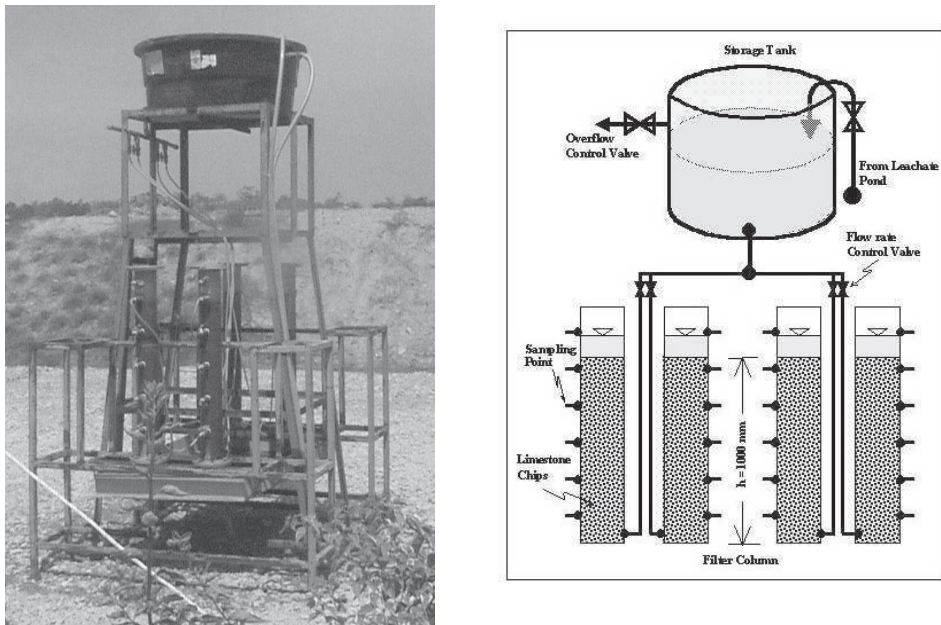 Storage Tank
Overflow
Control Valve
From Leachate
Pond
Flow rate
Control Valve
Sampling
Point
h = 1000 mm
Limestone
Chips
Filter Column